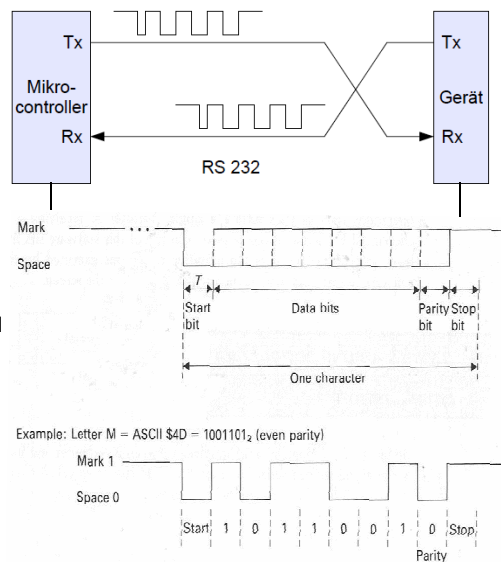 Tx
Tx
Mikro-
controller
Gerät
Rx
Rx
RS 232
Mark
Space
T
Start
bit
Data bits
Parity
bit
Stop
bit
One character
Example: Letter M = ASCII $4D = 1001101₂ (even parity)
Mark 1
Space 0
Start 1 0 1 1 0 0 1 0 Stop
Parity